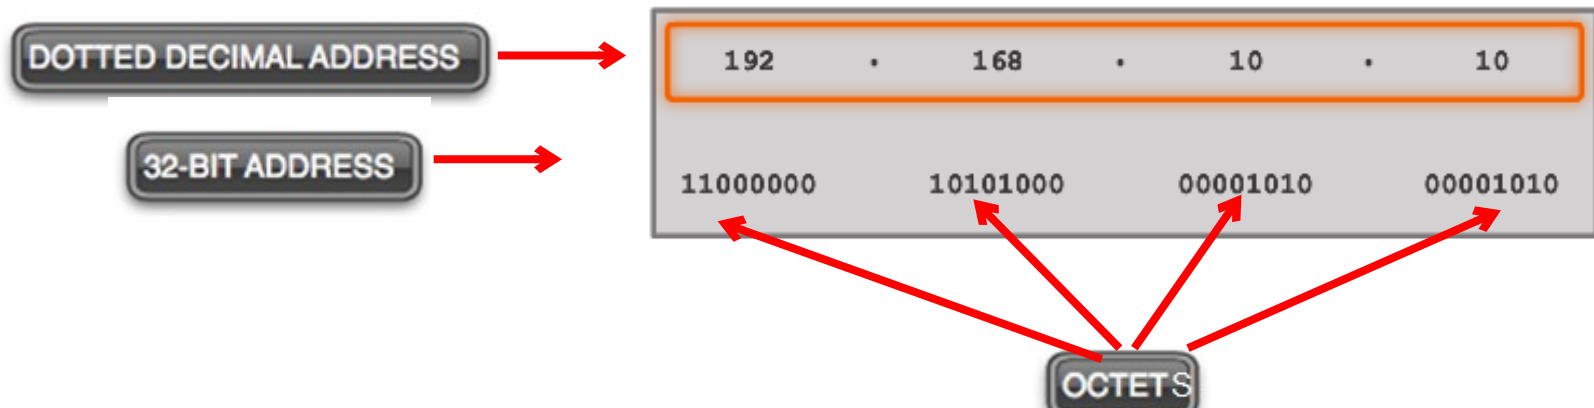 DOTTED DECIMAL ADDRESS
192 . 168 . 10 . 10
32-BIT ADDRESS
11000000 10101000 00001010 00001010
OCTETS